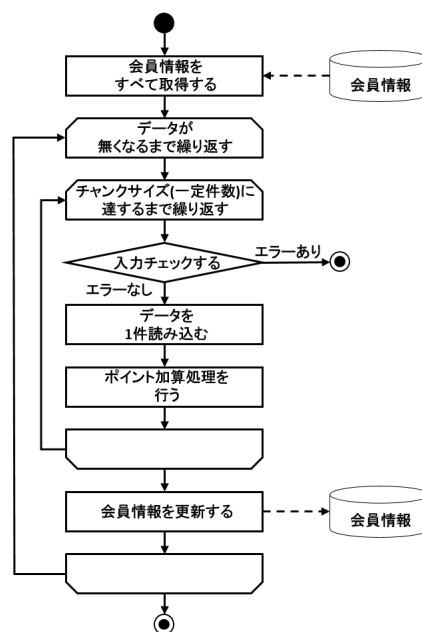 会員情報を
すべて取得する
会員情報
データが
無くなるまで繰り返す
チャンクサイズ(一定件数)に
達するまで繰り返す
入力チェックする
エラーあり
エラーなし
データを
1件読み込む
ポイント加算処理を
行う
会員情報を更新する
会員情報